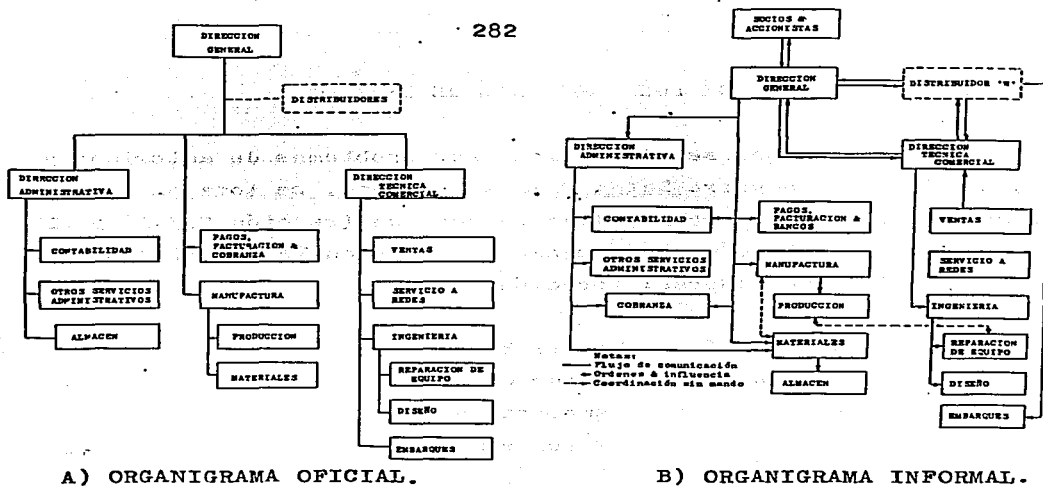 282
DIRECCION
GENERAL
DISTRIBUIDORES
DIRECCION
ADMINISTRATIVA
CONTABILIDAD
OTROS SERVICIOS
ADMINISTRATIVOS
ALMACEN
PAGOS,
FACTURACION &
COBRANZA
MANUFACTURA
PRODUCCION
MATERIALES
DIRECCION
TECNICA
COMERCIAL
VENTAS
SERVICIO A
REDES
INGENIERIA
REPARACION DE
EQUIPO
DISEÑO
EMBARQUES
A) ORGANIGRAMA OFICIAL.
SOCIOS &
ACCIONISTAS
DIRECCION
GENERAL
DISTRIBUIDOR
DIRECCION
ADMINISTRATIVA
DIRECCION
TECNICA
COMERCIAL
CONTABILIDAD
PAGOS,
FACTURACION &
BANCOS
VENTAS
OTROS SERVICIOS
ADMINISTRATIVOS
MANUFACTURA
SERVICIO A
REDES
COBRANZA
PRODUCCION
INGENIERIA
MATERIALES
REPARACION
DE EQUIPO
ALMACEN
DISEÑO
EMBARQUES
Notas:
Flujo de comunicación
Ordenes & influencia
Coordinación sin mando
B) ORGANIGRAMA INFORMAL.